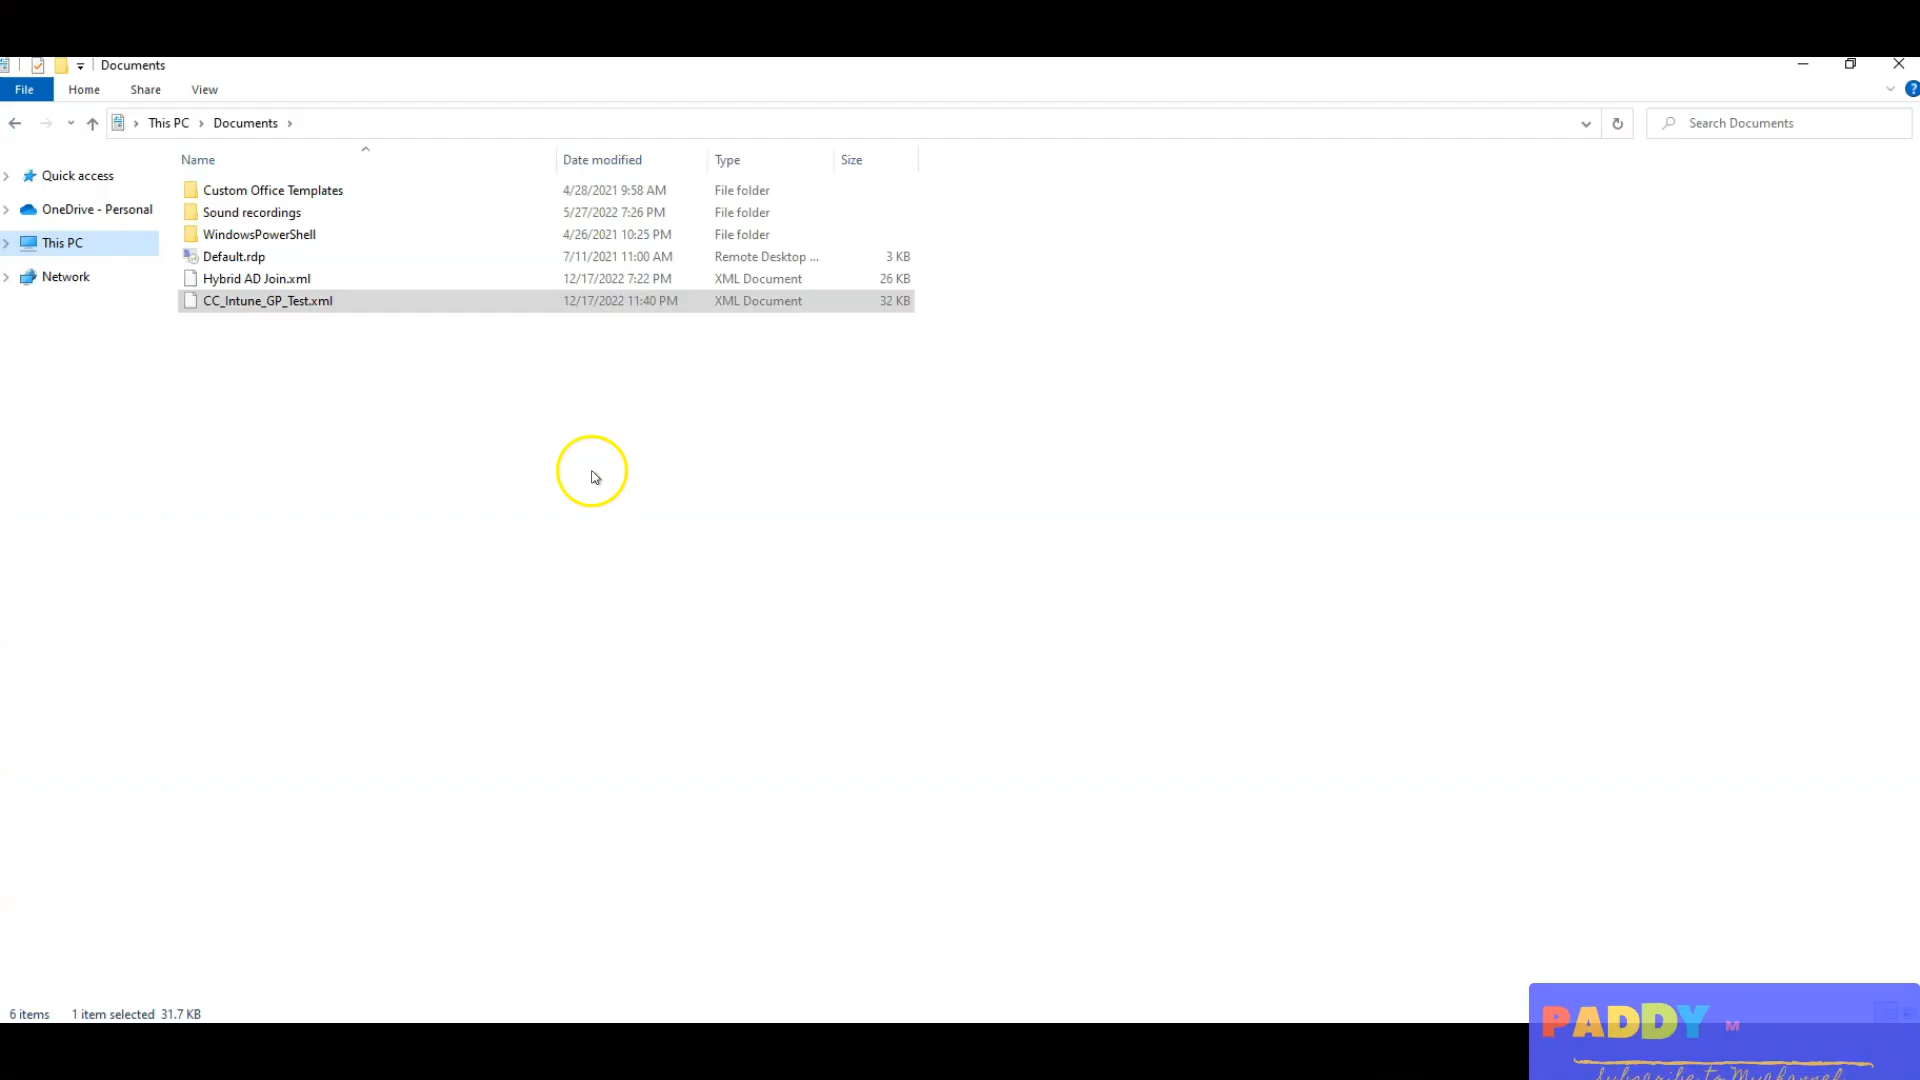 Documents
File Home Share View
This PC Documents Search Documents
Name Date modified Type Size
Quick access
OneDrive - Personal
This PC
Network
Custom Office Templates 4/28/2021 9:58 AM File folder
Sound recordings 5/27/2022 7:26 PM File folder
WindowsPowerShell 4/26/2021 10:25 PM File folder
Default.rdp 7/11/2021 11:00 AM Remote Desktop ... 3 KB
Hybrid AD Join.xml 12/17/2022 7:22 PM XML Document 26 KB
CC_Intune_GP_Test.xml 12/17/2022 11:40 PM XML Document 32 KB
6 items 1 item selected 31.7 KB
PADDY M
Subscribe to My channel